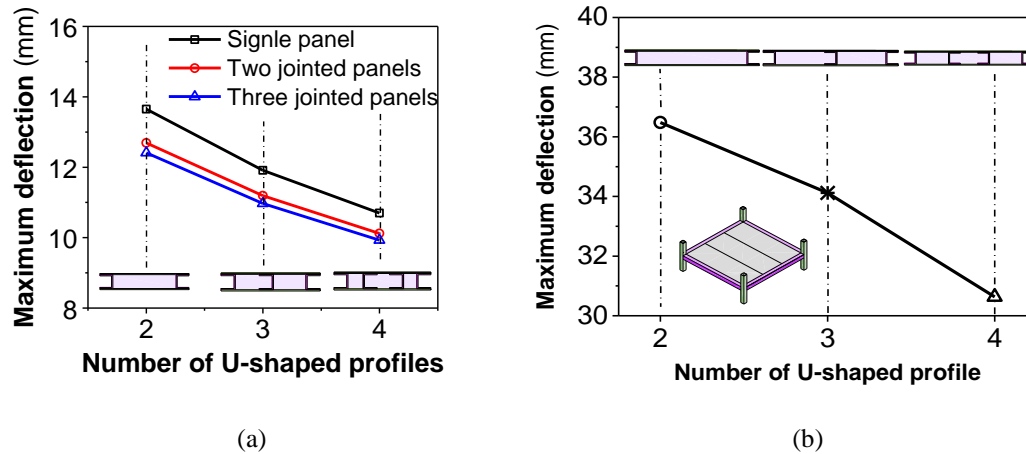 16
14
12
10
8
Maximum deflection (mm)
Signle panel
Two jointed panels
Three jointed panels
2 3 4
Number of U-shaped profiles
(a)
40
38
36
34
32
30
Maximum deflection (mm)
2 3 4
Number of U-shaped profile
(b)